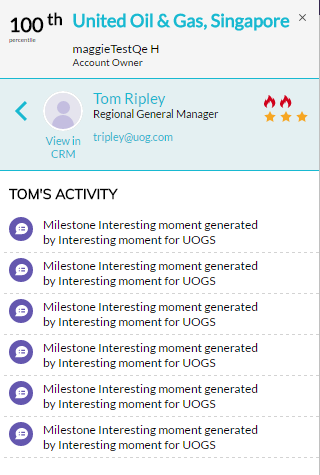 100 th
percentile
United Oil & Gas, Singapore
maggieTestQe H
Account Owner
Tom Ripley
Regional General Manager
tripley@uog.com
View in
CRM
TOM'S ACTIVITY
Milestone Interesting moment generated
by Interesting moment for UOGS
Milestone Interesting moment generated
by Interesting moment for UOGS
Milestone Interesting moment generated
by Interesting moment for UOGS
Milestone Interesting moment generated
by Interesting moment for UOGS
Milestone Interesting moment generated
by Interesting moment for UOGS
Milestone Interesting moment generated
by Interesting moment for UOGS